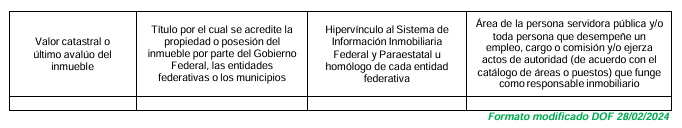 Valor catastral o
último avalúo del
inmueble
Título por el cual se acredite la
propiedad o posesión del
inmueble por parte del Gobierno
Federal, las entidades
federativas o los municipios
Hipervínculo al Sistema de
Información Inmobiliaria
Federal y Paraestatal u
homólogo de cada entidad
federativa
Área de la persona servidora pública y/o
toda persona que desempeñe un
empleo, cargo o comisión y/o ejerza
actos de autoridad (de acuerdo con el
catálogo de áreas o puestos) que funge
como responsable inmobiliario
Formato modificado DOF 28/02/2024